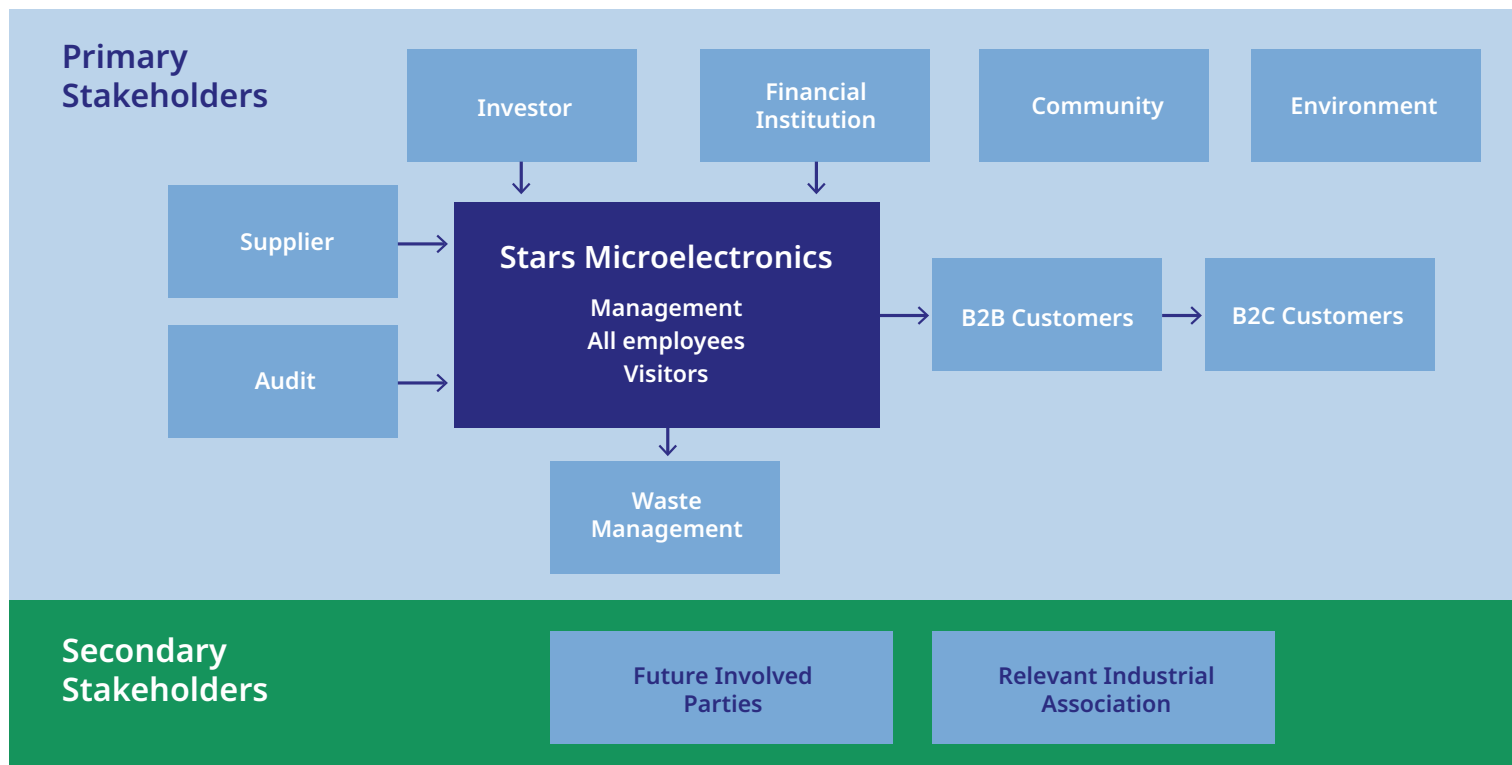 Primary
Stakeholders
Investor
Financial
Institution
Community
Environment
Supplier
Audit
Stars Microelectronics
Management
All employees
Visitors
B2B Customers
B2C Customers
Waste
Management
Secondary
Stakeholders
Future Involved
Parties
Relevant Industrial
Association